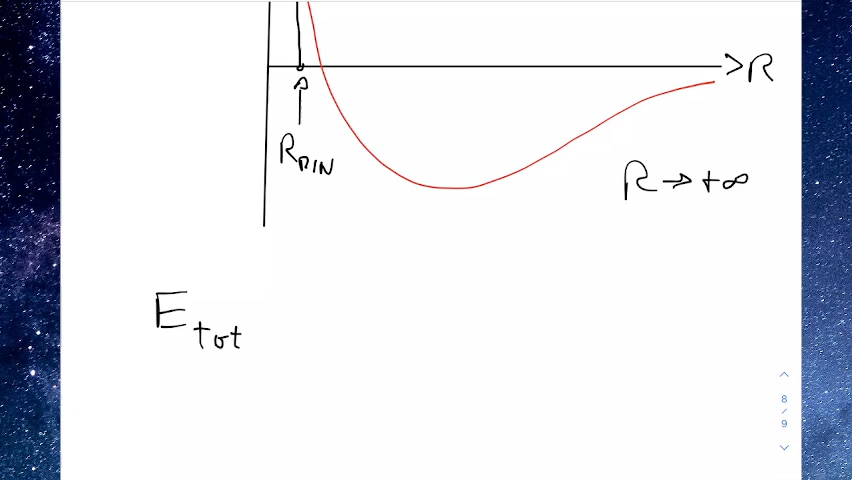 R
R_MIN
R → +∞
E_tot
8
/
9